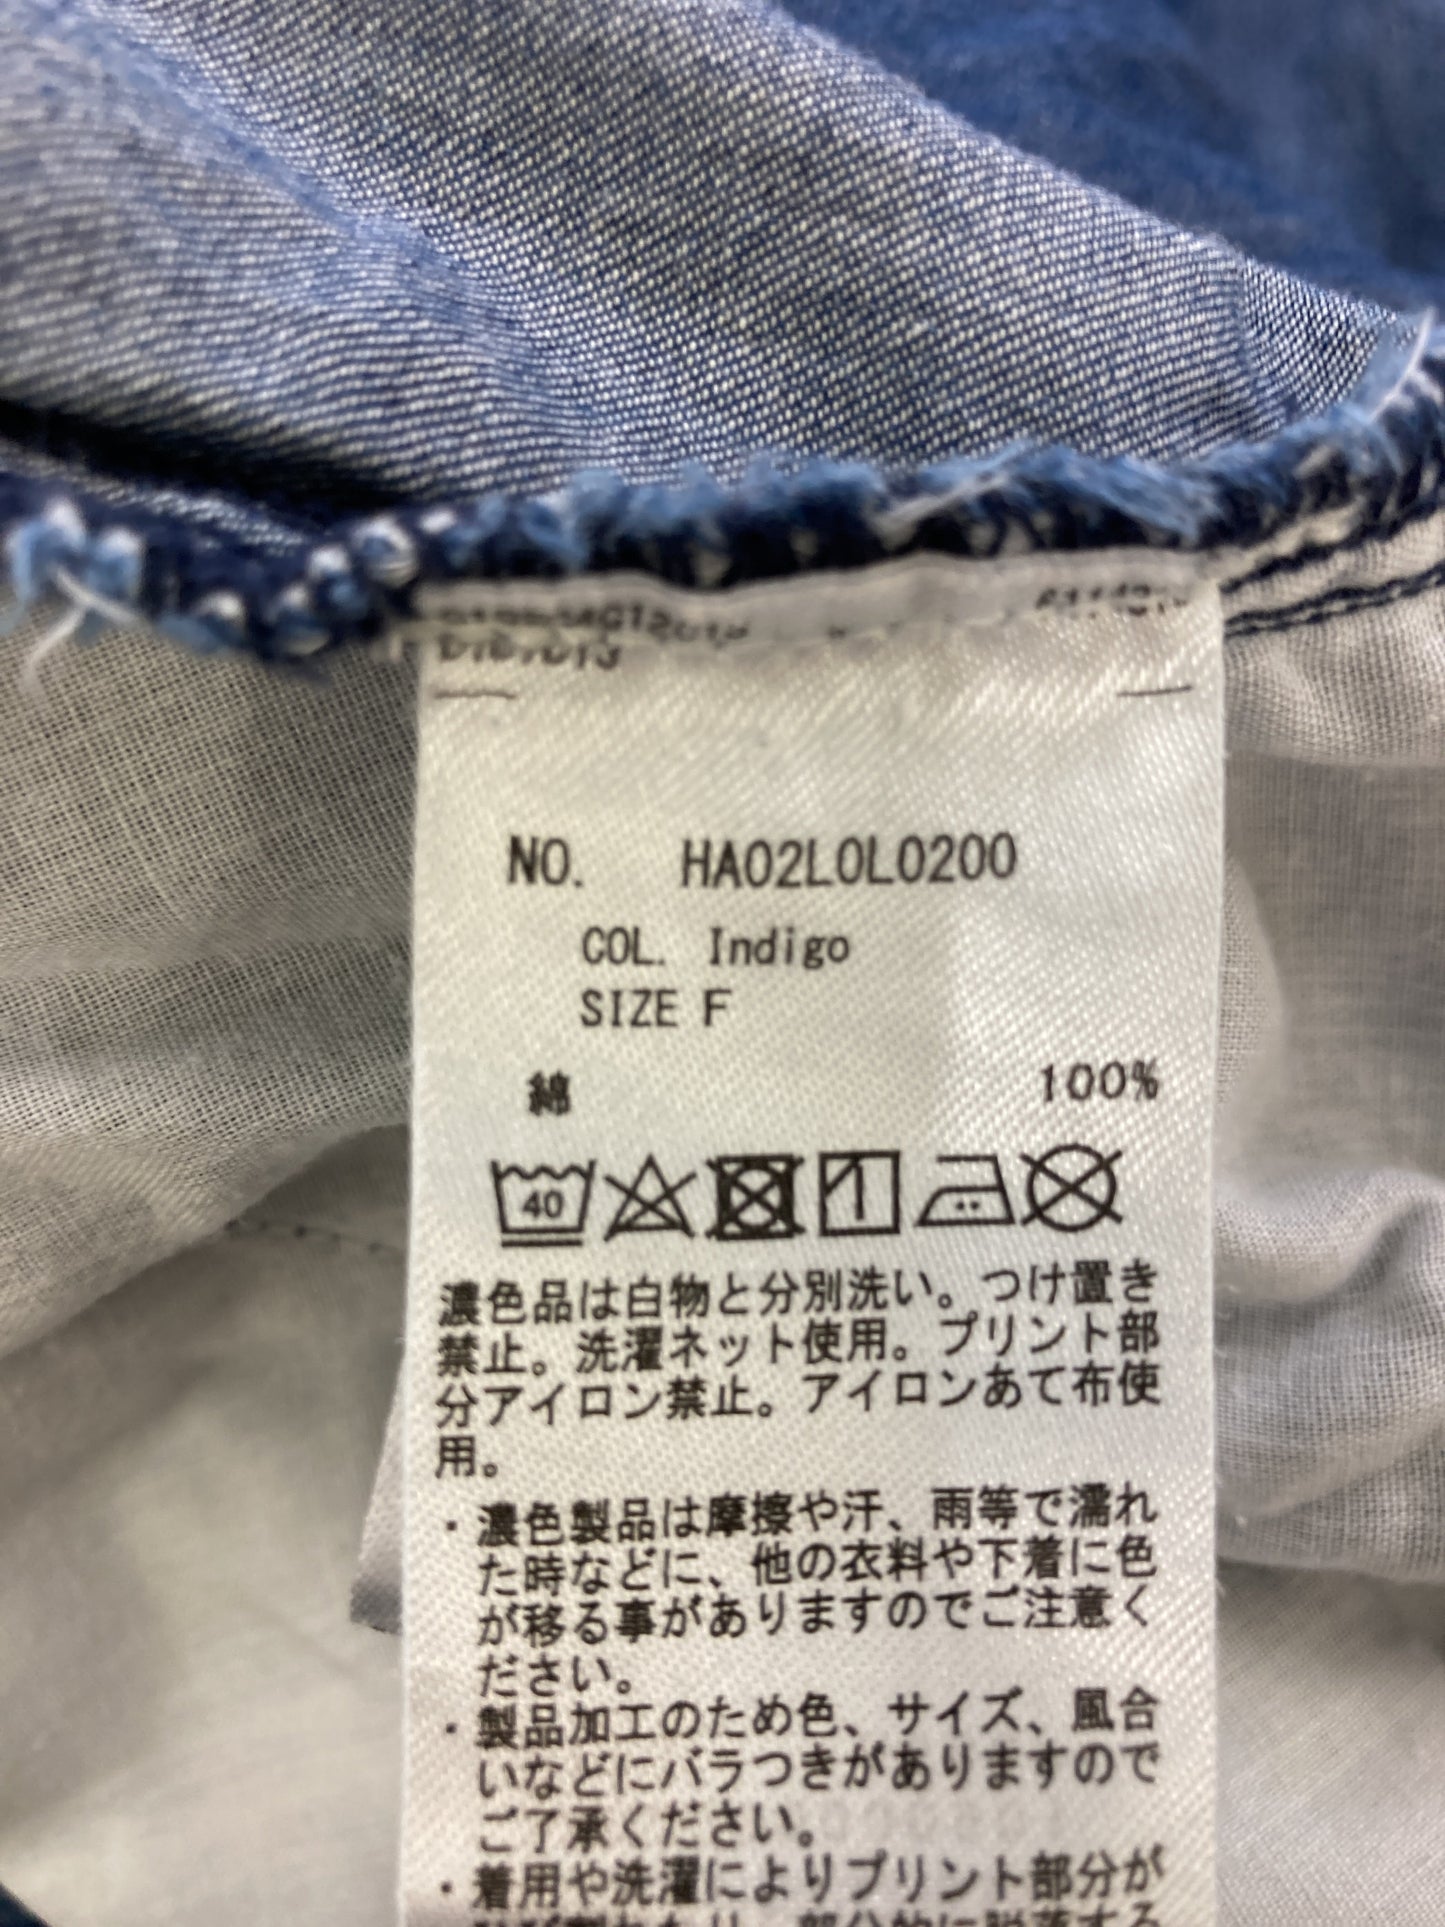 NO. HA02L0L0200
COL. Indigo
SIZE F
綿 100%
40
濃色品は白物と分別洗い。つけ置き
禁止。洗濯ネット使用。プリント部
分アイロン禁止。アイロンあて布使
用。
・濃色製品は摩擦や汗、雨等で濡れ
た時などに、他の衣料や下着に色
が移る事がありますのでご注意く
ださい。
・製品加工のため色、サイズ、風合
いなどにバラつきがありますので
ご了承ください。
・着用や洗濯によりプリント部分が